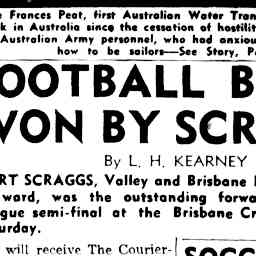 Frances Peat, first Australian Water Tran
k in Australia since the cessation of hostilit
Australian Army personnel, who had anxiou
how to be sailors—See Story, P
OOTBALL B
WON BY SCR
By L. H. KEARNEY
RT SCRAGGS, Valley and Brisbane
ward, was the outstanding forwa
gue semi-final at the Brisbane Cr
urday.
will receive The Courier-
SOCC